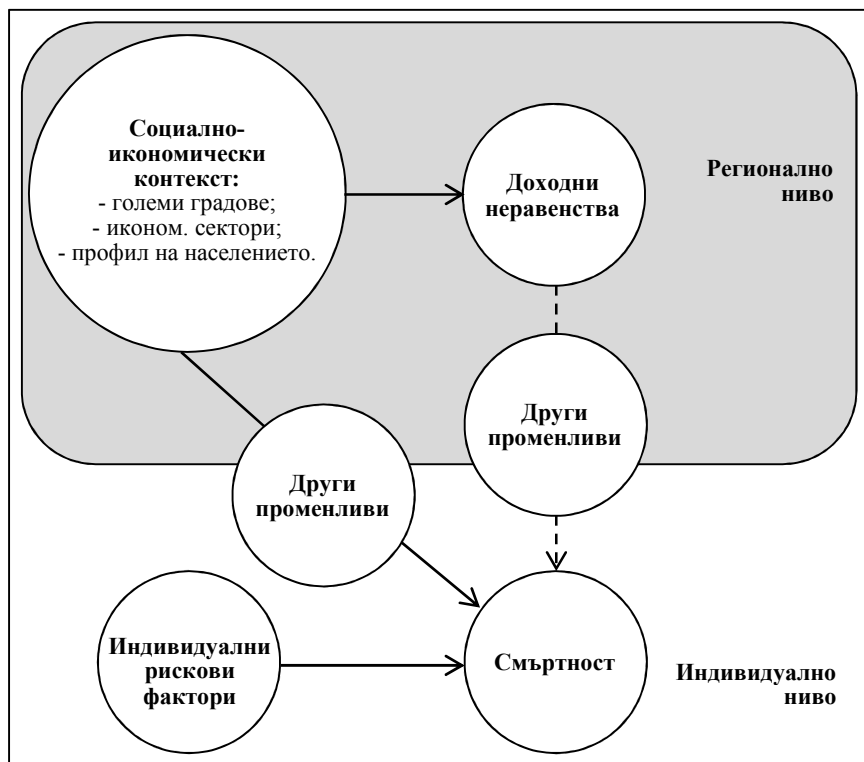 Социално-
икономически
контекст:
- големи градове;
- иконом. сектори;
- профил на населението.
Доходни
неравенства
Регионално
ниво
Други
променливи
Други
променливи
Индивидуални
рискови
фактори
Смъртност
Индивидуално
ниво